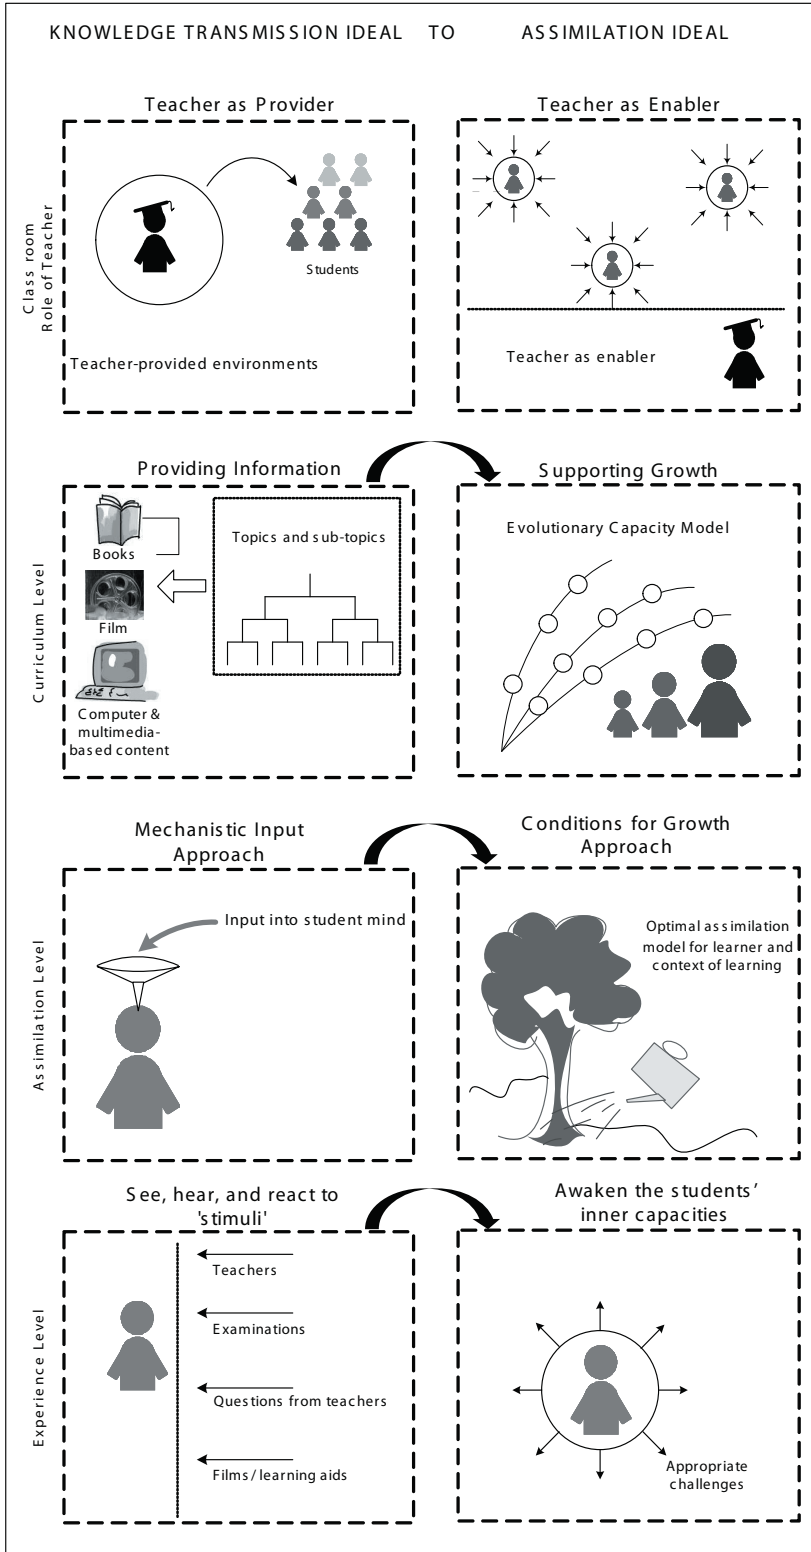 KNOWLEDGE TRANSMISSION IDEAL TO ASSIMILATION IDEAL
Teacher as Provider
Teacher as Enabler
Class room
Role of Teacher
Students
Teacher-provided environments
Teacher as enabler
Providing Information
Supporting Growth
Curriculum Level
Books
Film
Computer &
multimedia-
based content
Topics and sub-topics
Evolutionary Capacity Model
Mechanistic Input
Approach
Conditions for Growth
Approach
Assimilation Level
Input into student mind
Optimal assimilation
model for learner and
context of learning
See, hear, and react to
'stimuli'
Awaken the students’
inner capacities
Experience Level
Teachers
Examinations
Questions from teachers
Films / learning aids
Appropriate
challenges